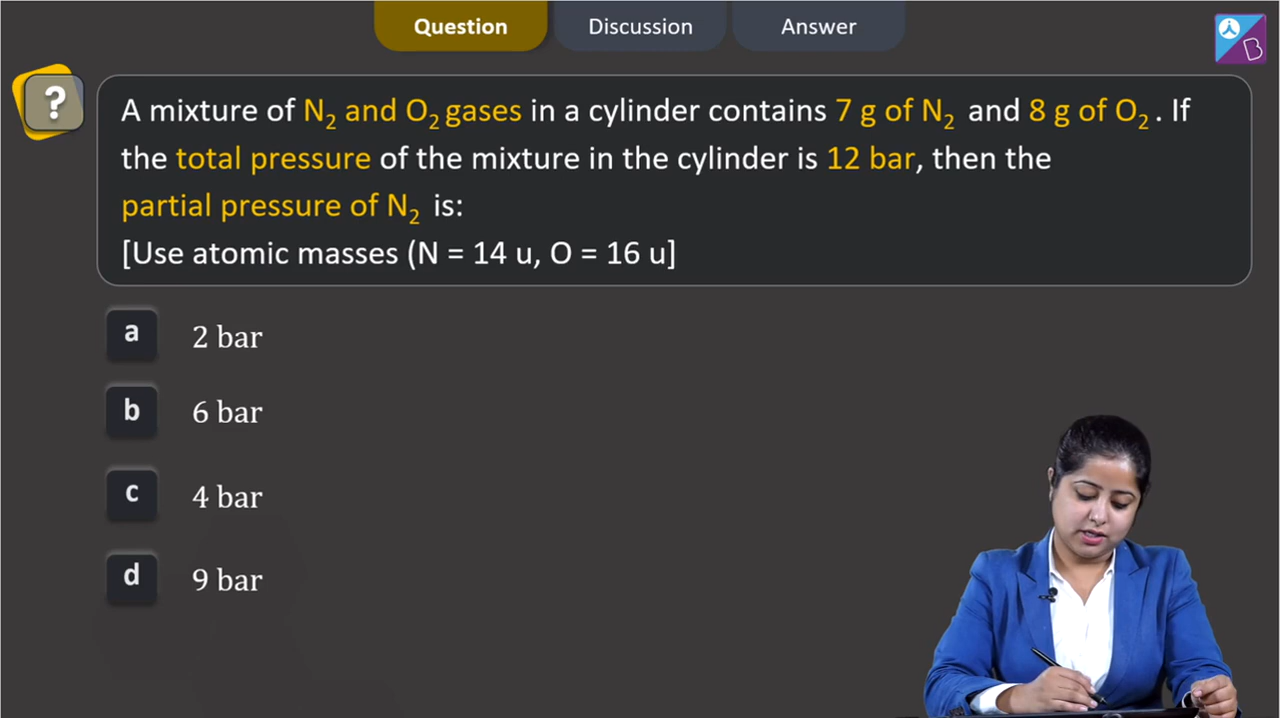 Question Discussion Answer
?
A mixture of N₂ and O₂ gases in a cylinder contains 7 g of N₂ and 8 g of O₂. If
the total pressure of the mixture in the cylinder is 12 bar, then the
partial pressure of N₂ is:
[Use atomic masses (N = 14 u, O = 16 u]
a 2 bar
b 6 bar
c 4 bar
d 9 bar